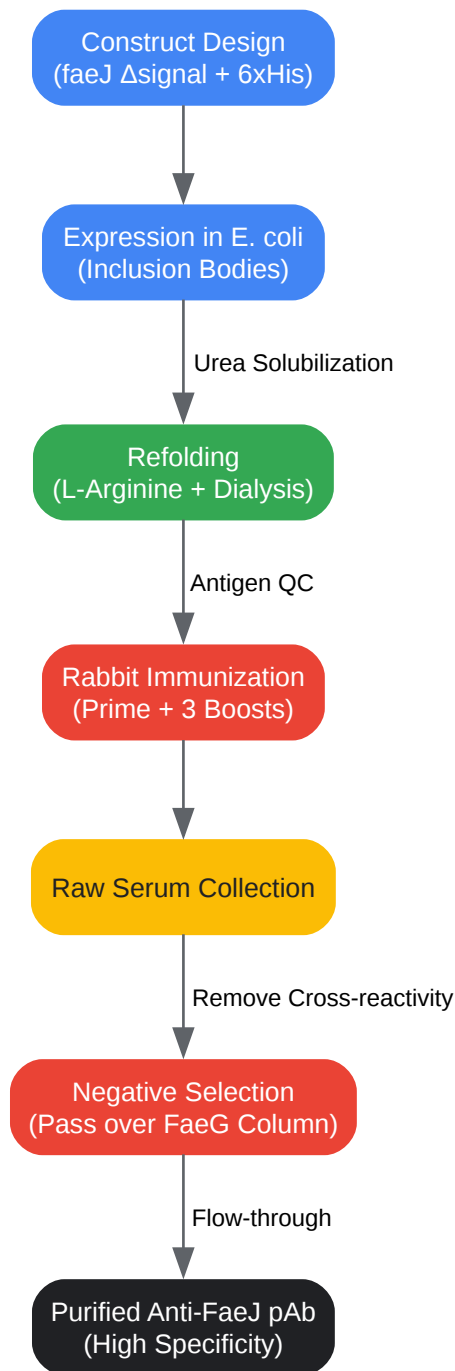 Construct Design
(faeJ Δsignal + 6xHis)
Expression in E. coli
(Inclusion Bodies)
Urea Solubilization
Refolding
(L-Arginine + Dialysis)
Antigen QC
Rabbit Immunization
(Prime + 3 Boosts)
Raw Serum Collection
Remove Cross-reactivity
Negative Selection
(Pass over FaeG Column)
Flow-through
Purified Anti-FaeJ pAb
(High Specificity)